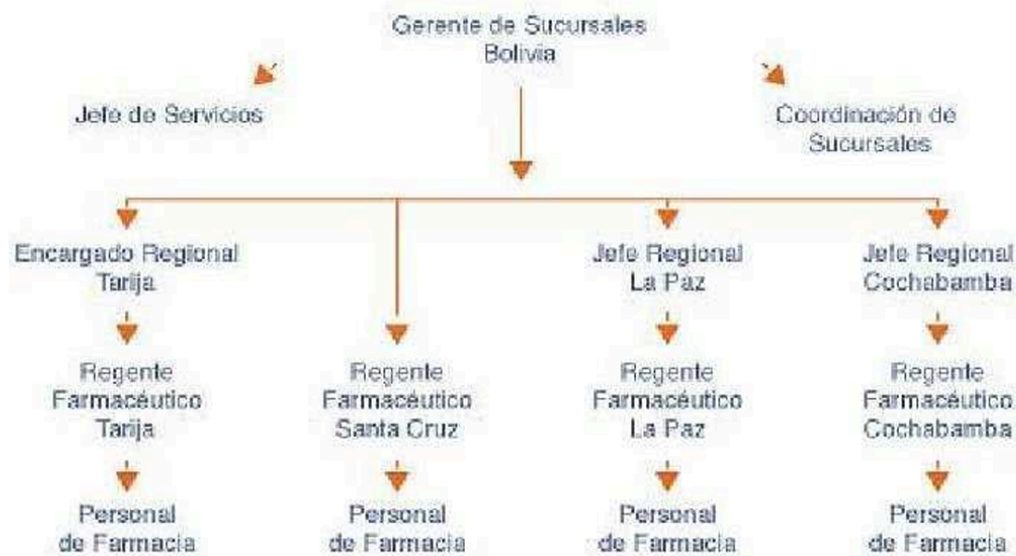 Gerente de Sucursales
Bolivia
Jefe de Servicios
Coordinación de
Sucursales
Encargado Regional
Tarija
Jefe Regional
La Paz
Jefe Regional
Cochabamba
Regente
Farmacéutico
Tarija
Regente
Farmacéutico
Santa Cruz
Regente
Farmacéutico
La Paz
Regente
Farmacéutico
Cochabamba
Personal
de Farmacia
Personal
de Farmacia
Personal
de Farmacia
Personal
de Farmacia